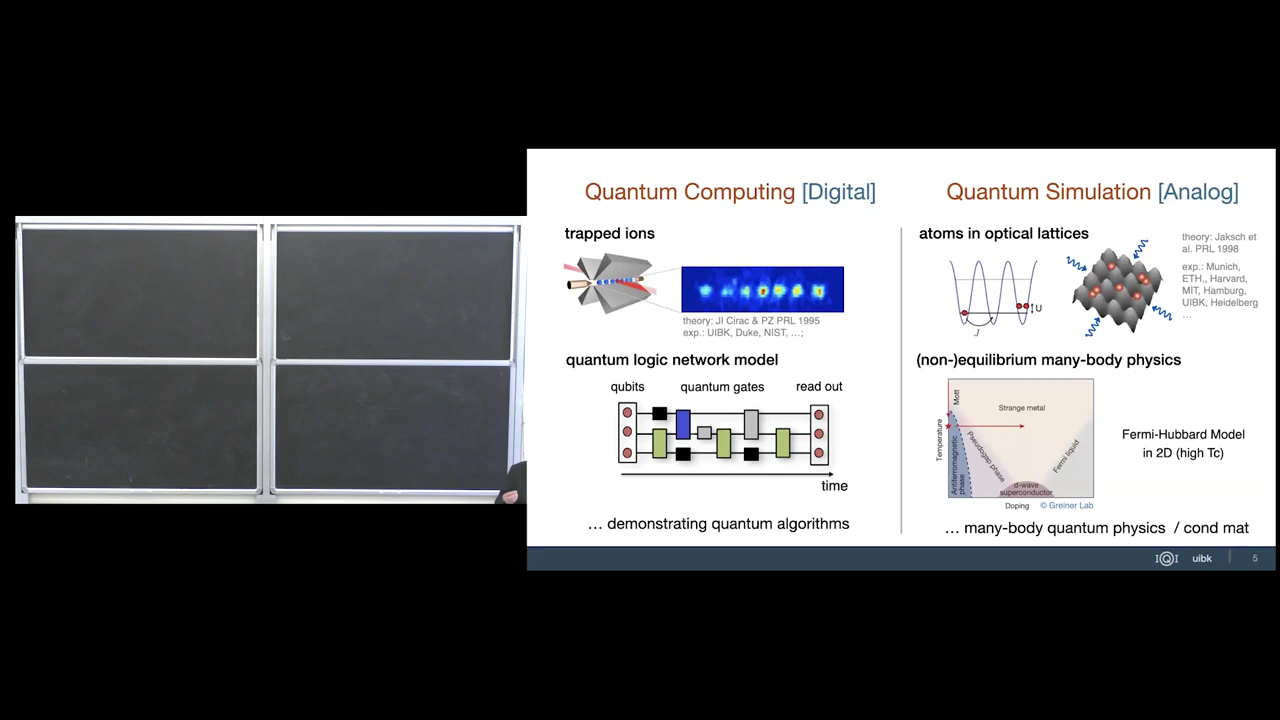 Quantum Computing [Digital]
trapped ions
theory: JI Cirac & PZ PRL 1995
exp.: UIBK, Duke, NIST, …;
quantum logic network model
qubits
quantum gates
read out
time
… demonstrating quantum algorithms
Quantum Simulation [Analog]
atoms in optical lattices
U
J
theory: Jaksch et
al. PRL 1998
exp.: Munich,
ETH,, Harvard,
MIT, Hamburg,
UIBK, Heidelberg
…
(non-)equilibrium many-body physics
Temperature
Mott
Strange metal
Antiferromagnetic
phase
Pseudogap phase
Fermi liquid
d-wave
superconductor
Doping
© Greiner Lab
Fermi-Hubbard Model
in 2D (high Tc)
… many-body quantum physics / cond mat
IQI
uibk
5